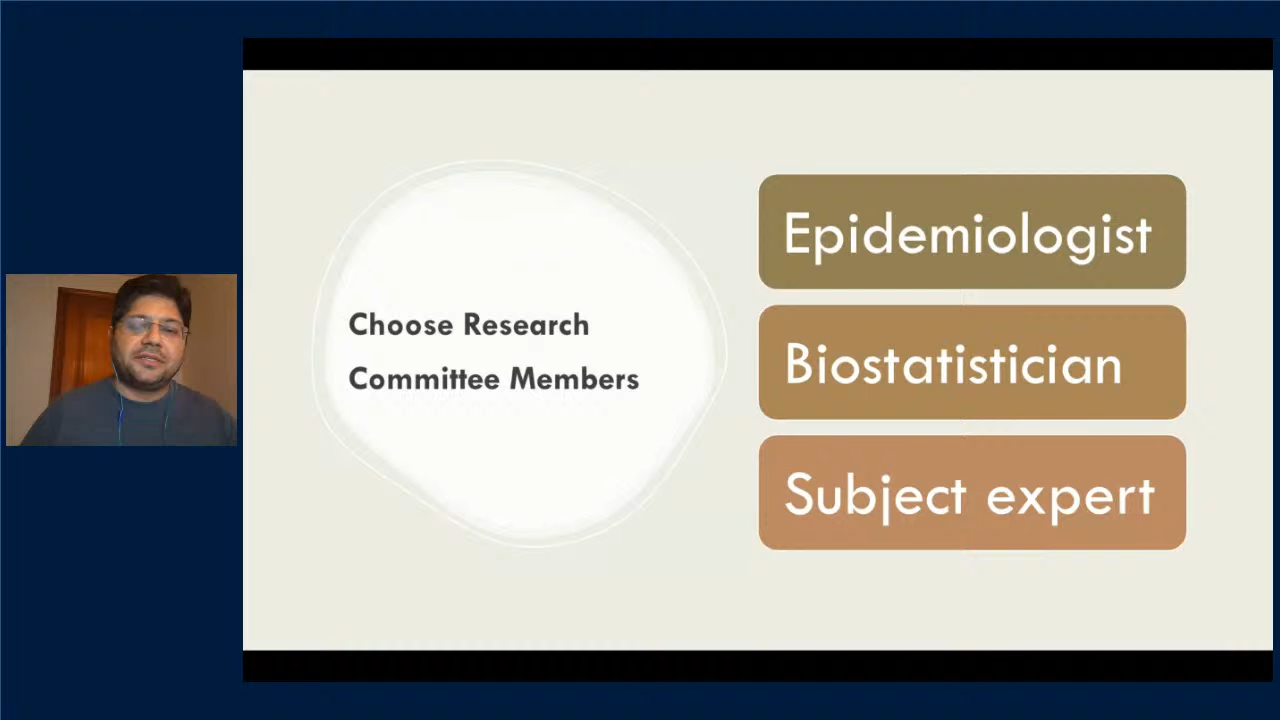 Choose Research
Committee Members
Epidemiologist
Biostatistician
Subject expert